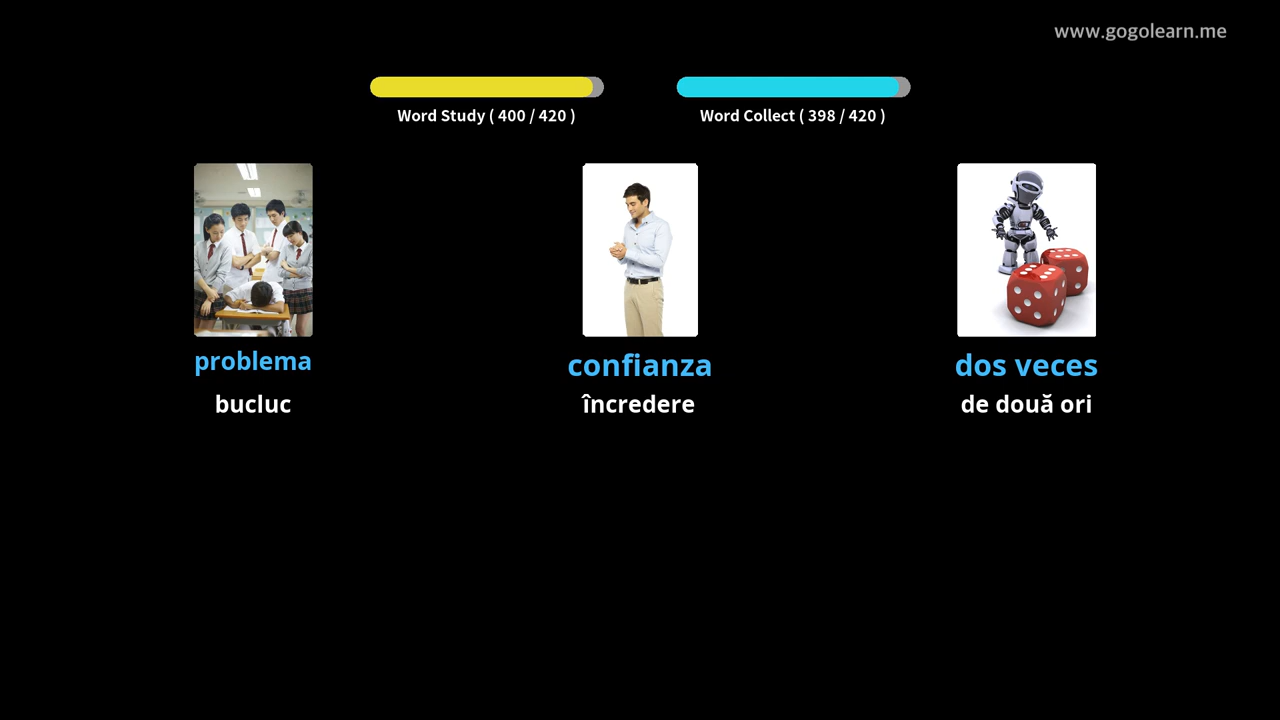 www.gogolearn.me
Word Study ( 400 / 420 )
Word Collect ( 398 / 420 )
problema
confianza
dos veces
bucluc
încredere
de două ori